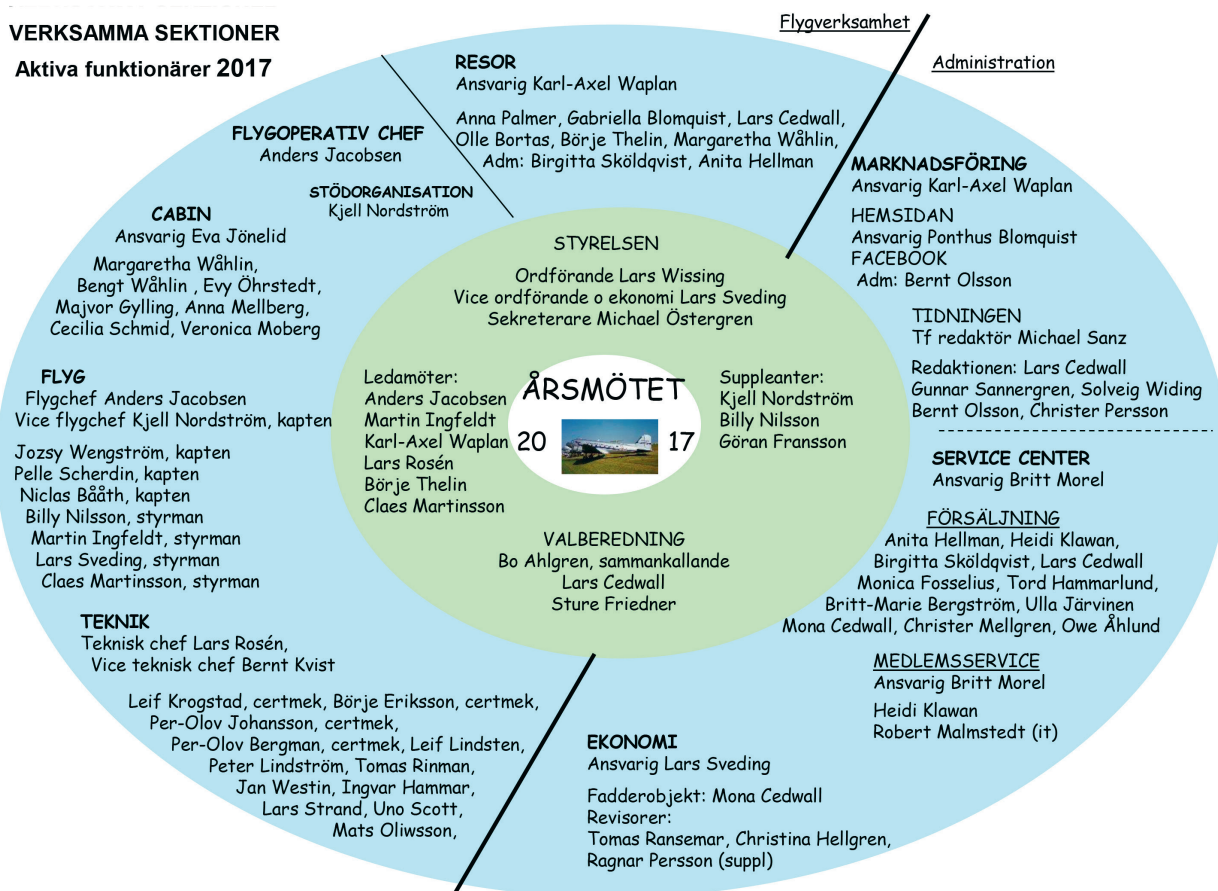 VERKSAMMA SEKTIONER
Aktiva funktionärer 2017
Flygverksamhet
Administration
RESOR
Ansvarig Karl-Axel Waplan
Anna Palmer, Gabriella Blomquist, Lars Cedwall,
Olle Bortas, Börje Thelin, Margaretha Wåhlin,
Adm: Birgitta Sköldqvist, Anita Hellman
FLYGOPERATIV CHEF
Anders Jacobsen
STÖDORGANISATION
Kjell Nordström
CABIN
Ansvarig Eva Jönelid
Margaretha Wåhlin,
Bengt Wåhlin , Evy Öhrstedt,
Majvor Gylling, Anna Mellberg,
Cecilia Schmid, Veronica Moberg
FLYG
Flygchef Anders Jacobsen
Vice flygchef Kjell Nordström, kapten
Jozsy Wengström, kapten
Pelle Scherdin, kapten
Niclas Bååth, kapten
Billy Nilsson, styrman
Martin Ingfeldt, styrman
Lars Sveding, styrman
Claes Martinsson, styrman
TEKNIK
Teknisk chef Lars Rosén,
Vice teknisk chef Bernt Kvist
Leif Krogstad, certmek, Börje Eriksson, certmek,
Per-Olov Johansson, certmek,
Per-Olov Bergman, certmek, Leif Lindsten,
Peter Lindström, Tomas Rinman,
Jan Westin, Ingvar Hammar,
Lars Strand, Uno Scott,
Mats Oliwsson,
STYRELSEN
Ordförande Lars Wissing
Vice ordförande o ekonomi Lars Sveding
Sekreterare Michael Östergren
Ledamöter:
Anders Jacobsen
Martin Ingfeldt
Karl-Axel Waplan
Lars Rosén
Börje Thelin
Claes Martinsson
ÅRSMÖTET
20 17
Suppleanter:
Kjell Nordström
Billy Nilsson
Göran Fransson
VALBEREDNING
Bo Ahlgren, sammankallande
Lars Cedwall
Sture Friedner
MARKNADSFÖRING
Ansvarig Karl-Axel Waplan
HEMSIDAN
Ansvarig Ponthus Blomquist
FACEBOOK
Adm: Bernt Olsson
TIDNINGEN
Tf redaktör Michael Sanz
Redaktionen: Lars Cedwall
Gunnar Sannergren, Solveig Widing
Bernt Olsson, Christer Persson
SERVICE CENTER
Ansvarig Britt Morel
FÖRSÄLJNING
Anita Hellman, Heidi Klawan,
Birgitta Sköldqvist, Lars Cedwall
Monica Fosselius, Tord Hammarlund,
Britt-Marie Bergström, Ulla Järvinen
Mona Cedwall, Christer Mellgren, Owe Åhlund
MEDLEMSSERVICE
Ansvarig Britt Morel
Heidi Klawan
Robert Malmstedt (it)
EKONOMI
Ansvarig Lars Sveding
Fadderobjekt: Mona Cedwall
Revisorer:
Tomas Ransemar, Christina Hellgren,
Ragnar Persson (suppl)